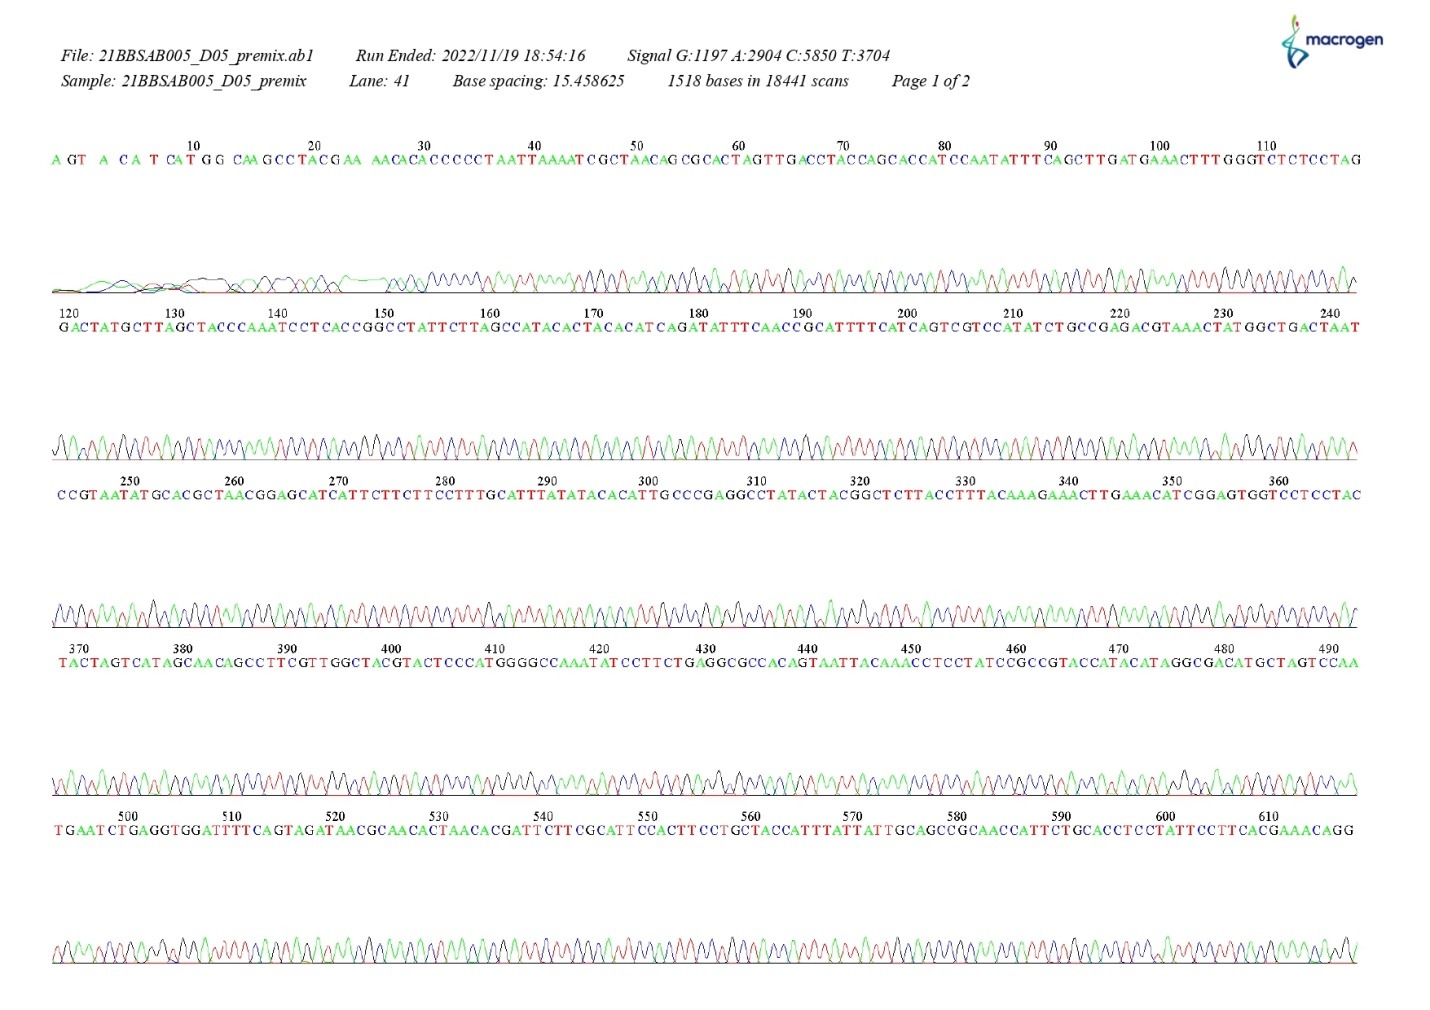 macrogen
File: 21BBSAB005_D05_premix.ab1 Run Ended: 2022/11/19 18:54:16 Signal G:1197 A:2904 C:5850 T:3704
Sample: 21BBSAB005_D05_premix Lane: 41 Base spacing: 15.458625 1518 bases in 18441 scans Page 1 of 2
10 20 30 40 50 60 70 80 90 100 110
A GT A C A T CAT GG CAAGCCTACGAA AACACACCCCCCTAATTAAAATCGCTAACAGCGCACTAGTTGACCTACCAGCACCATCCAATATTTCAGCTTGATGAAACTTTGGGTCTCTCCTAG
120 130 140 150 160 170 180 190 200 210 220 230 240
GACTATGCTTAGCTACCCAAATCCTCACCGGCCTATTCTTAGCCATACACTACACATCAGATATTTCAACCGCATTTTCATCAGTCGTCCATATCTGCCGAGACGTAAACTATGGCTGACTAAT
250 260 270 280 290 300 310 320 330 340 350 360
CCGTAATATGCACGCTAACGGAGCATCATTCTTCTTCCTTTGCATTTATATACACATTGCCCGAGGCCTATACTACGGCTCTTACCTTTACAAAGAAACTTGAAACATCGGAGTGGTCCTCCTAC
370 380 390 400 410 420 430 440 450 460 470 480 490
TACTAGTCATAGCAACAGCCTTCGTTGGCTACGTACTCCCATGGGGCCAAATATCCTTCTGAGGCGCCACAGTAATTACAAACCTCCTATCCGCCGTACCATACATAGGCGACATGCTAGTCCAA
500 510 520 530 540 550 560 570 580 590 600 610
TGAATCTGAGGTGGATTTTCAGTAGATAACGCAACACTAACACGATTCTTCGCATTCCACTTCCTGCTACCATTTATTATTGCAGCCGCAACCATTCTGCACCTCCTATTCCTTCACGAAACAGG